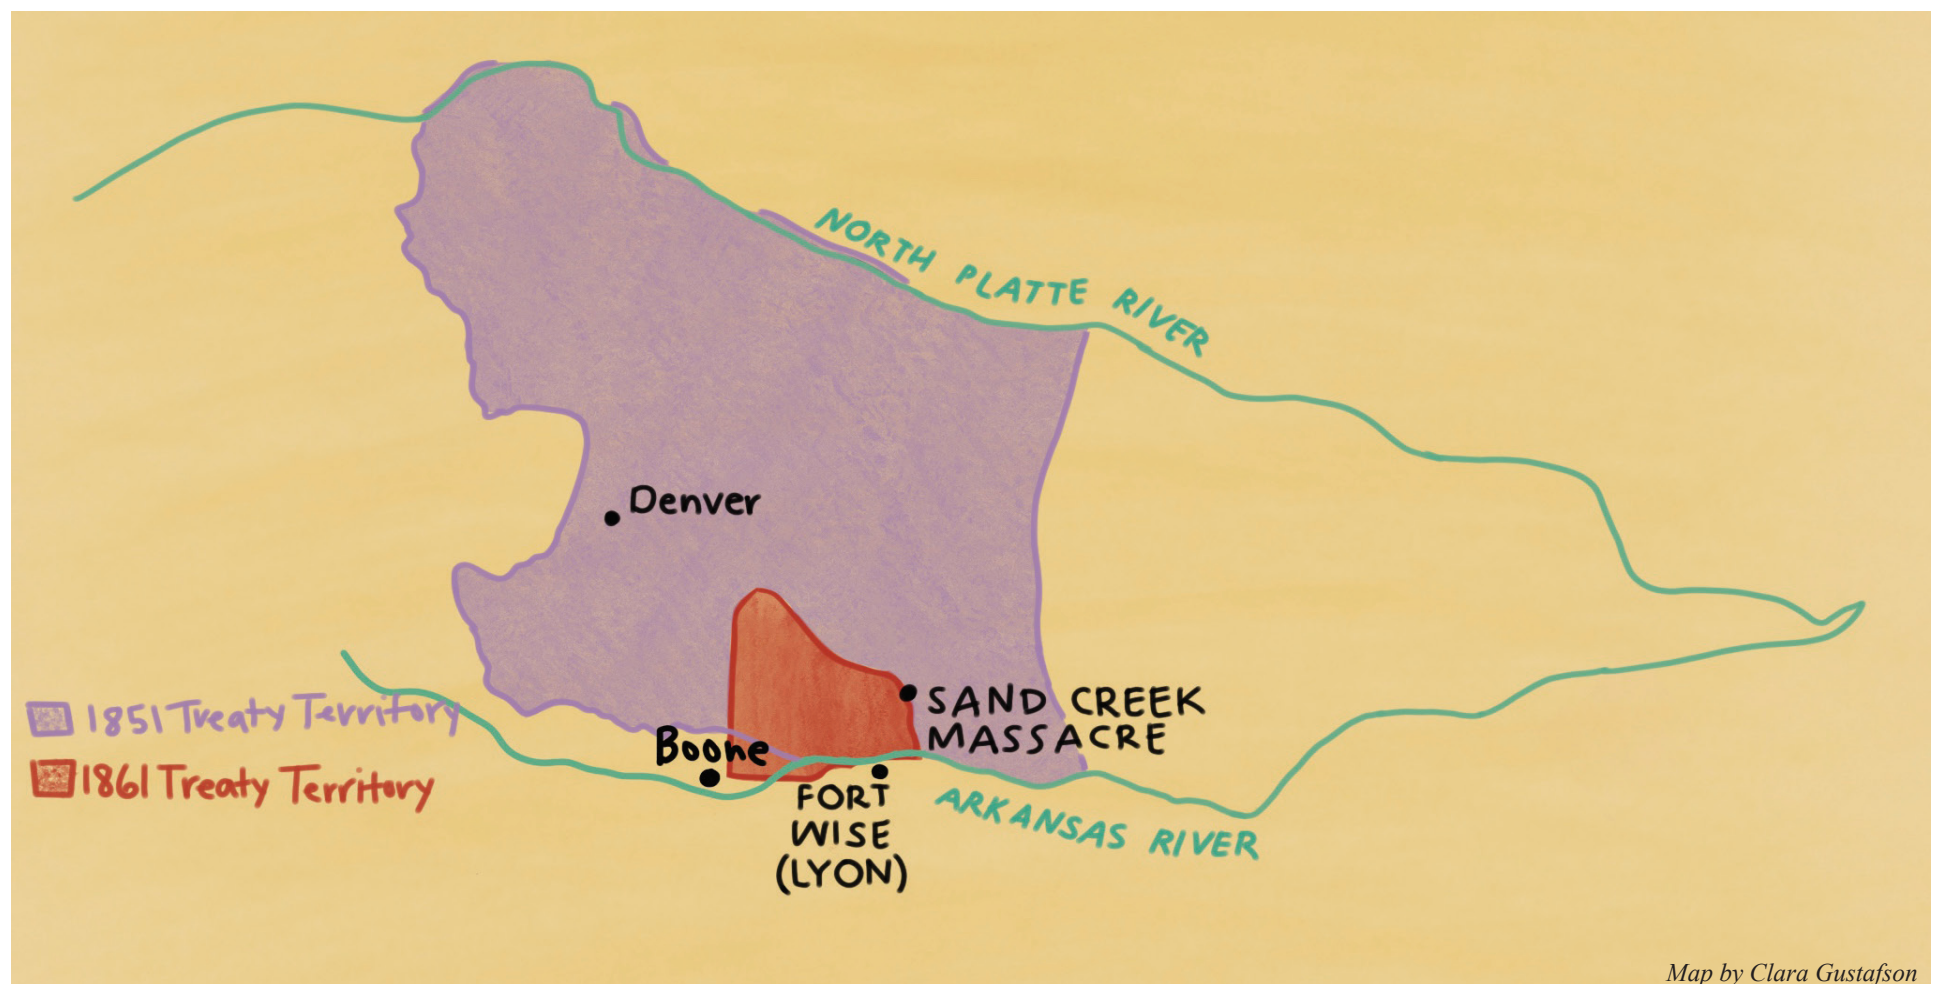 NORTH PLATTE RIVER
Denver
SAND CREEK
MASSACRE
1851 Treaty Territory
Boone
1861 Treaty Territory
FORT
WISE
(LYON)
ARKANSAS RIVER
Map by Clara Gustafson